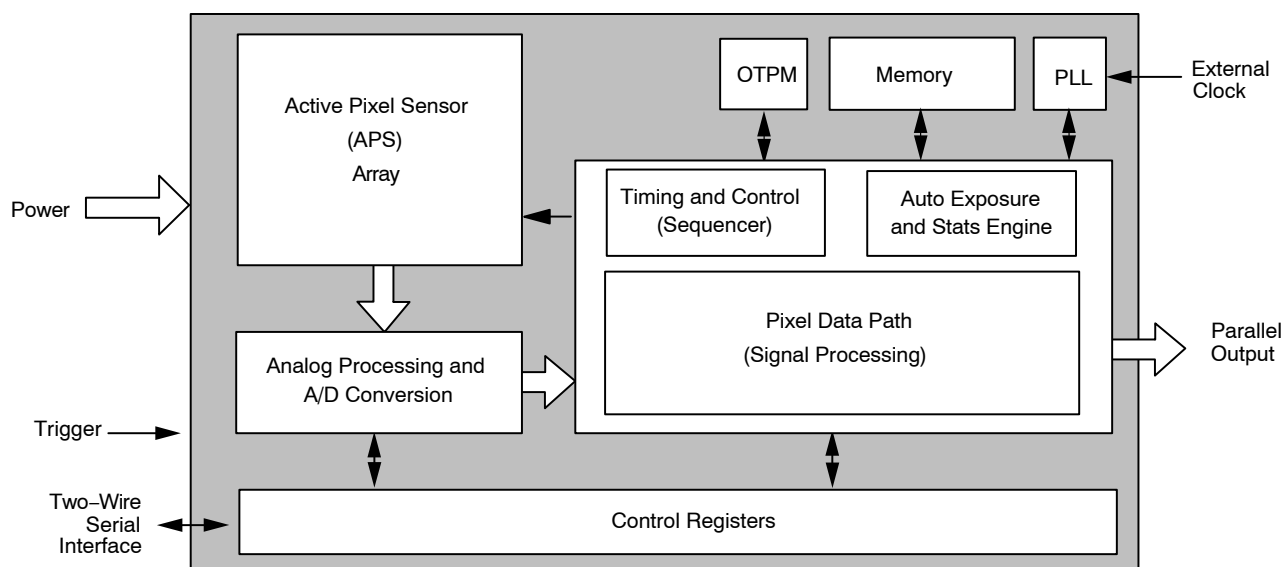 Active Pixel Sensor
(APS)
Array
OTPM
Memory
PLL
External
Clock
Power
Timing and Control
(Sequencer)
Auto Exposure
and Stats Engine
Pixel Data Path
(Signal Processing)
Parallel
Output
Analog Processing and
A/D Conversion
Trigger
Two–Wire
Serial
Interface
Control Registers